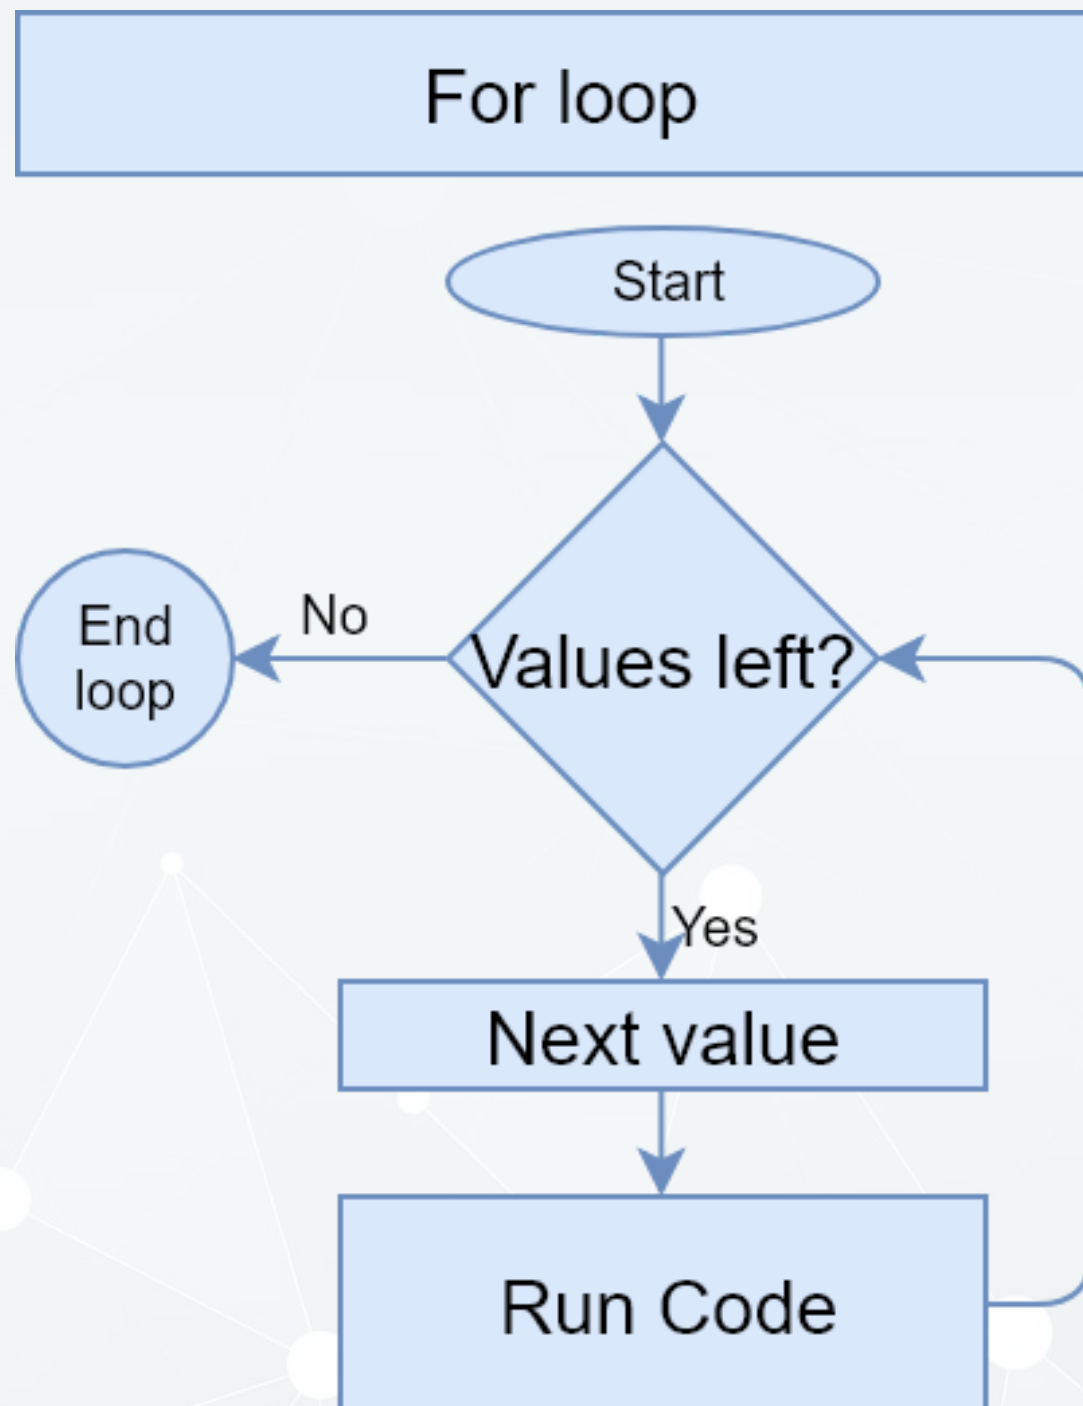 For loop
Start
No
End
loop
Values left?
Yes
Next value
Run Code